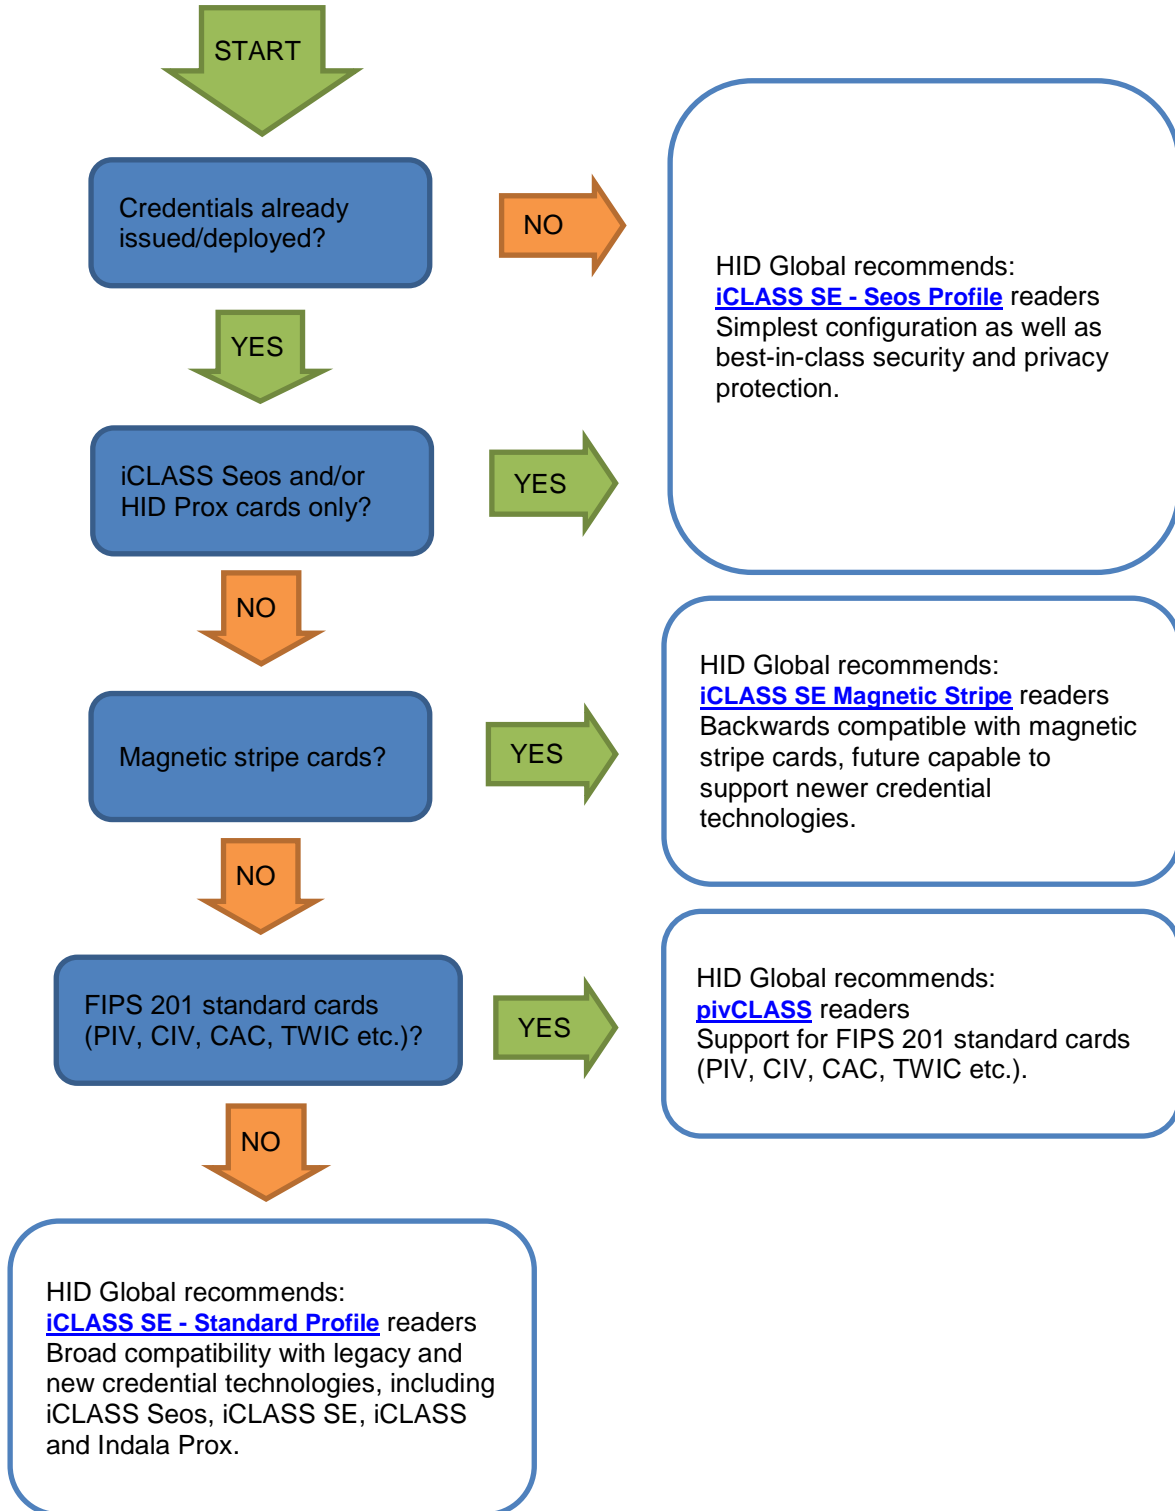 START
Credentials already
issued/deployed?
NO
HID Global recommends:
iCLASS SE - Seos Profile readers
Simplest configuration as well as
best-in-class security and privacy
protection.
YES
iCLASS Seos and/or
HID Prox cards only?
YES
NO
Magnetic stripe cards?
YES
HID Global recommends:
iCLASS SE Magnetic Stripe readers
Backwards compatible with magnetic
stripe cards, future capable to
support newer credential
technologies.
NO
FIPS 201 standard cards
(PIV, CIV, CAC, TWIC etc.)?
YES
HID Global recommends:
pivCLASS readers
Support for FIPS 201 standard cards
(PIV, CIV, CAC, TWIC etc.).
NO
HID Global recommends:
iCLASS SE - Standard Profile readers
Broad compatibility with legacy and
new credential technologies, including
iCLASS Seos, iCLASS SE, iCLASS
and Indala Prox.